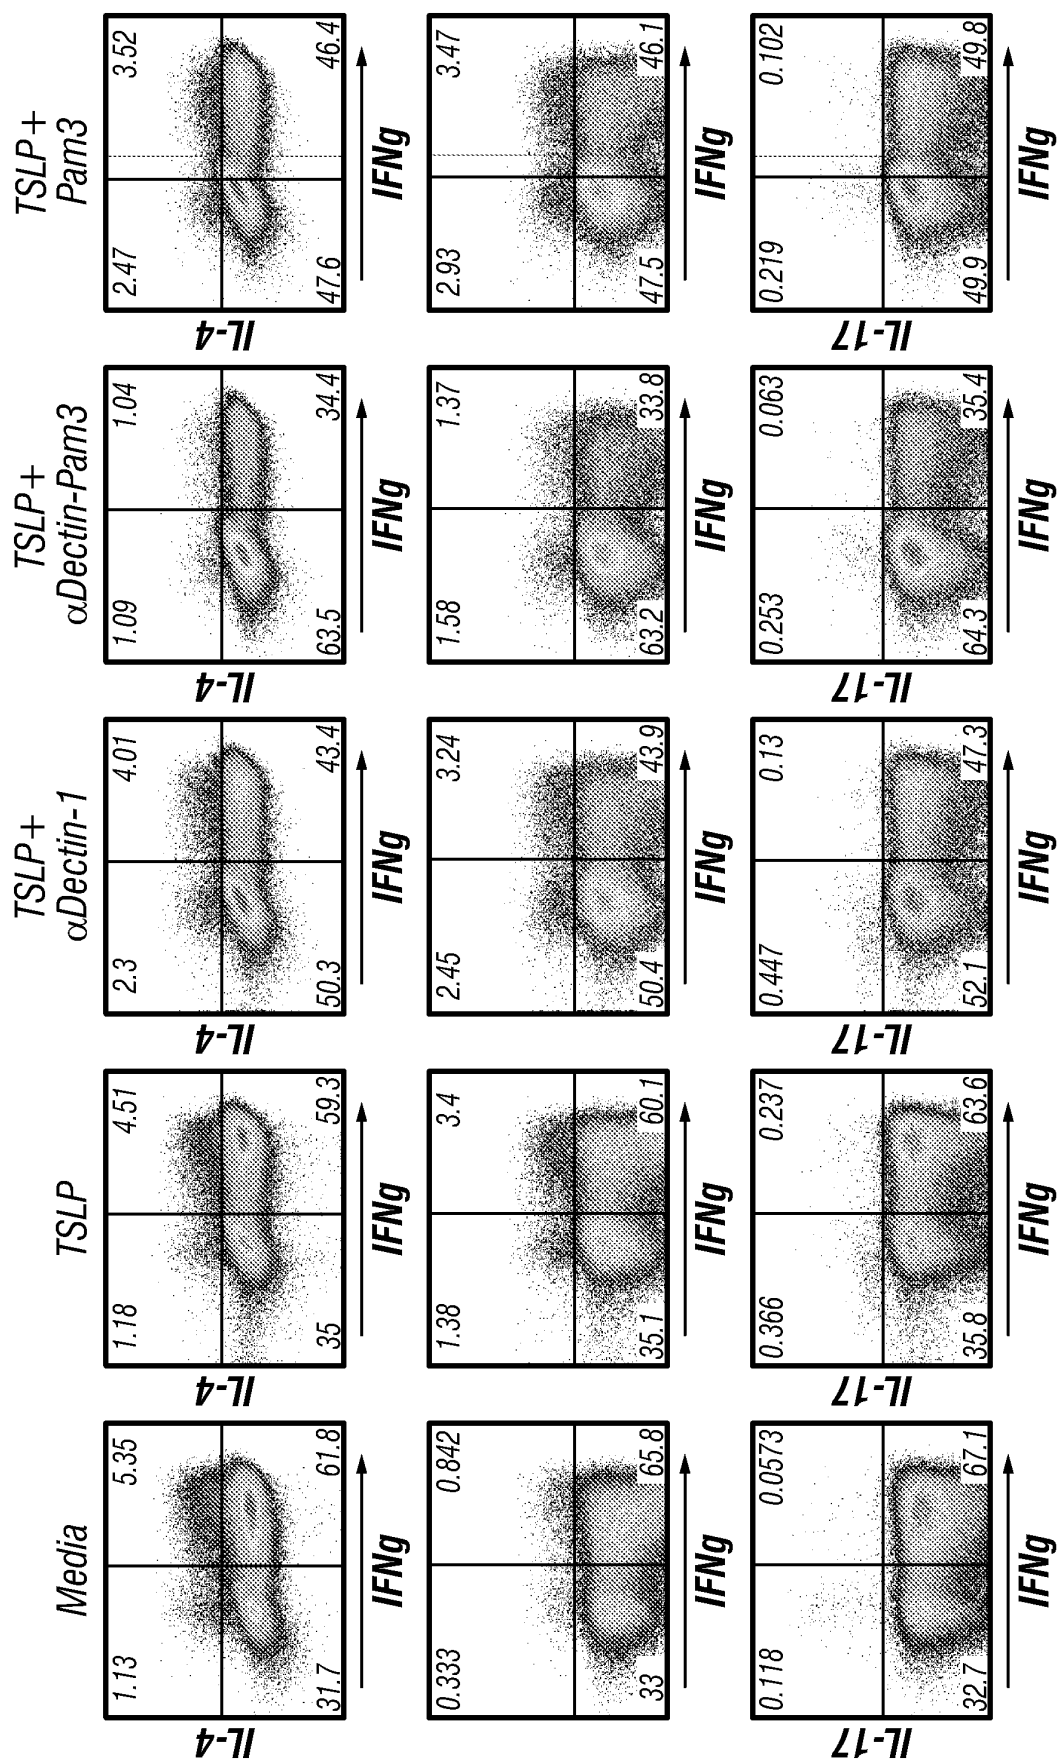 Media
TSLP
TSLP +
αDectin-1
TSLP +
αDectin-Pam3
TSLP +
Pam3
1.13 5.35
IL-4
31.7 61.8
IFNg
1.18 4.51
IL-4
35 59.3
IFNg
2.3 4.01
IL-4
50.3 43.4
IFNg
1.09 1.04
IL-4
63.5 34.4
IFNg
2.47 3.52
IL-4
47.6 46.4
IFNg
0.333 0.842
33 65.8
IFNg
1.38 3.4
35.1 60.1
IFNg
2.45 3.24
50.4 43.9
IFNg
1.58 1.37
63.2 33.8
IFNg
2.93 3.47
47.5 46.1
IFNg
0.118 0.0573
IL-17
32.7 67.1
IFNg
0.366 0.237
IL-17
35.8 63.6
IFNg
0.447 0.13
IL-17
52.1 47.3
IFNg
0.253 0.063
IL-17
64.3 35.4
IFNg
0.219 0.102
IL-17
49.9 49.8
IFNg